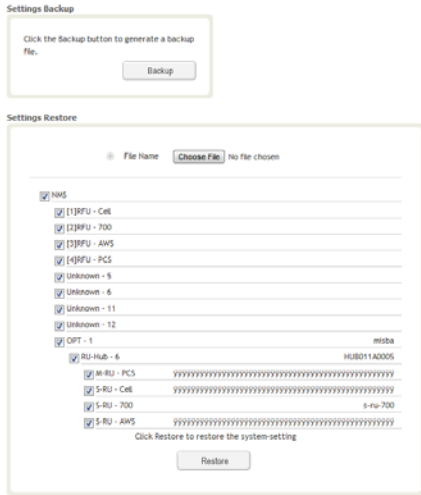 Settings Backup
Click the Backup button to generate a backup
file.
Backup
Settings Restore
File Name Choose File No file chosen
NMS
[1]RFU - Cell
[2]RFU - 700
[3]RFU - AWS
[4]RFU - PCS
Unknown - 5
Unknown - 6
Unknown - 11
Unknown - 12
OPT - 1 misba
RU-Hub - 6 HUB011A0005
M-RU - PCS
S-RU - Cell
S-RU - 700 s-ru-700
S-RU - AWS
Click Restore to restore the system-setting
Restore